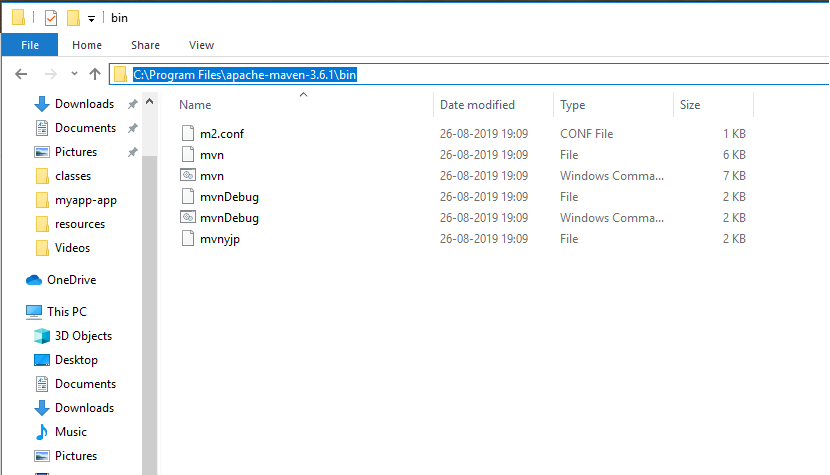 bin
File Home Share View
C:\Program Files\apache-maven-3.6.1\bin
Downloads
Documents
Pictures
classes
myapp-app
resources
Videos
OneDrive
This PC
3D Objects
Desktop
Documents
Downloads
Music
Pictures
Name Date modified Type Size
m2.conf 26-08-2019 19:09 CONF File 1 KB
mvn 26-08-2019 19:09 File 6 KB
mvn 26-08-2019 19:09 Windows Comma... 7 KB
mvnDebug 26-08-2019 19:09 File 2 KB
mvnDebug 26-08-2019 19:09 Windows Comma... 2 KB
mvnyjp 26-08-2019 19:09 File 2 KB